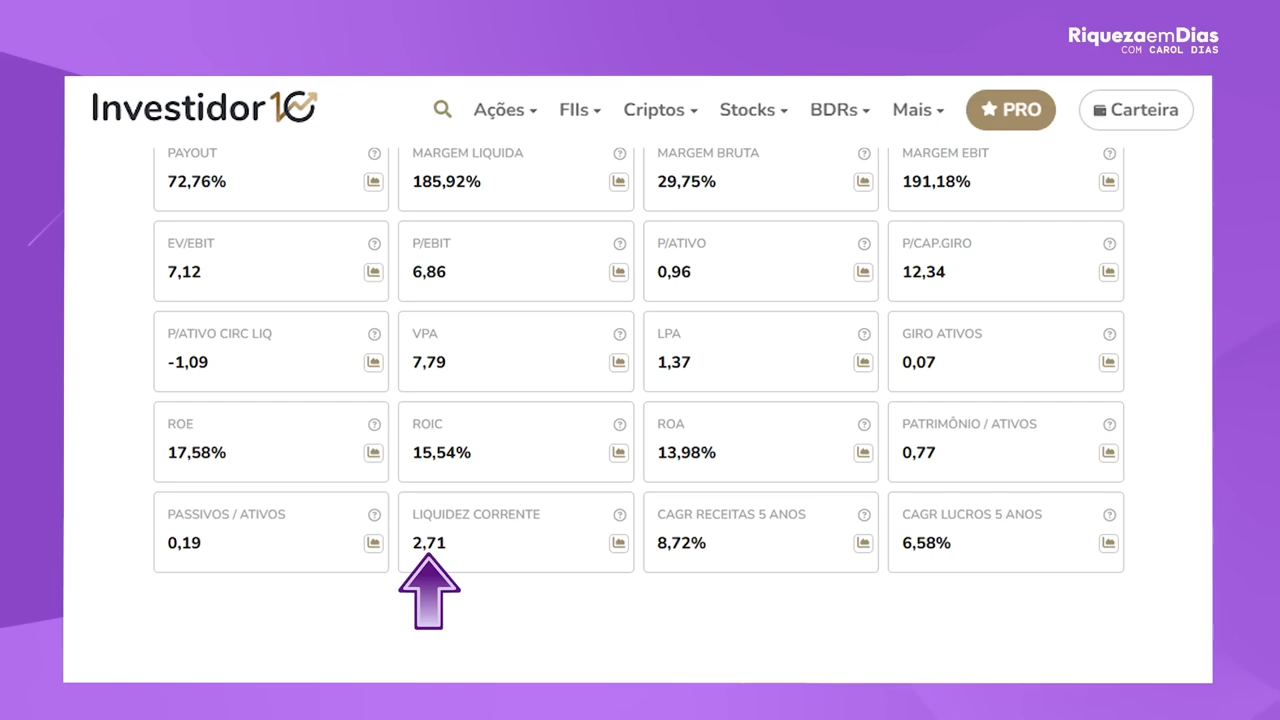 RiquezaemDias
COM CAROL DIAS
Investidor 10
Ações
FIIs
Criptos
Stocks
BDRs
Mais
PRO
Carteira
PAYOUT
72,76%
MARGEM LÍQUIDA
185,92%
MARGEM BRUTA
29,75%
MARGEM EBIT
191,18%
EV/EBIT
7,12
P/EBIT
6,86
P/ATIVO
0,96
P/CAP.GIRO
12,34
P/ATIVO CIRC LIQ
-1,09
VPA
7,79
LPA
1,37
GIRO ATIVOS
0,07
ROE
17,58%
ROIC
15,54%
ROA
13,98%
PATRIMÔNIO / ATIVOS
0,77
PASSIVOS / ATIVOS
0,19
LIQUIDEZ CORRENTE
2,71
CAGR RECEITAS 5 ANOS
8,72%
CAGR LUCROS 5 ANOS
6,58%